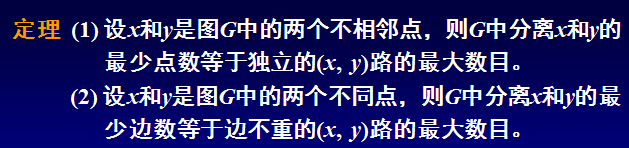 定理 (1) 设x和y是图G中的两个不相邻点，则G中分离x和y的
最少点数等于独立的(x, y)路的最大数目。
(2) 设x和y是图G中的两个不同点，则G中分离x和y的最
少边数等于边不重的(x, y)路的最大数目。